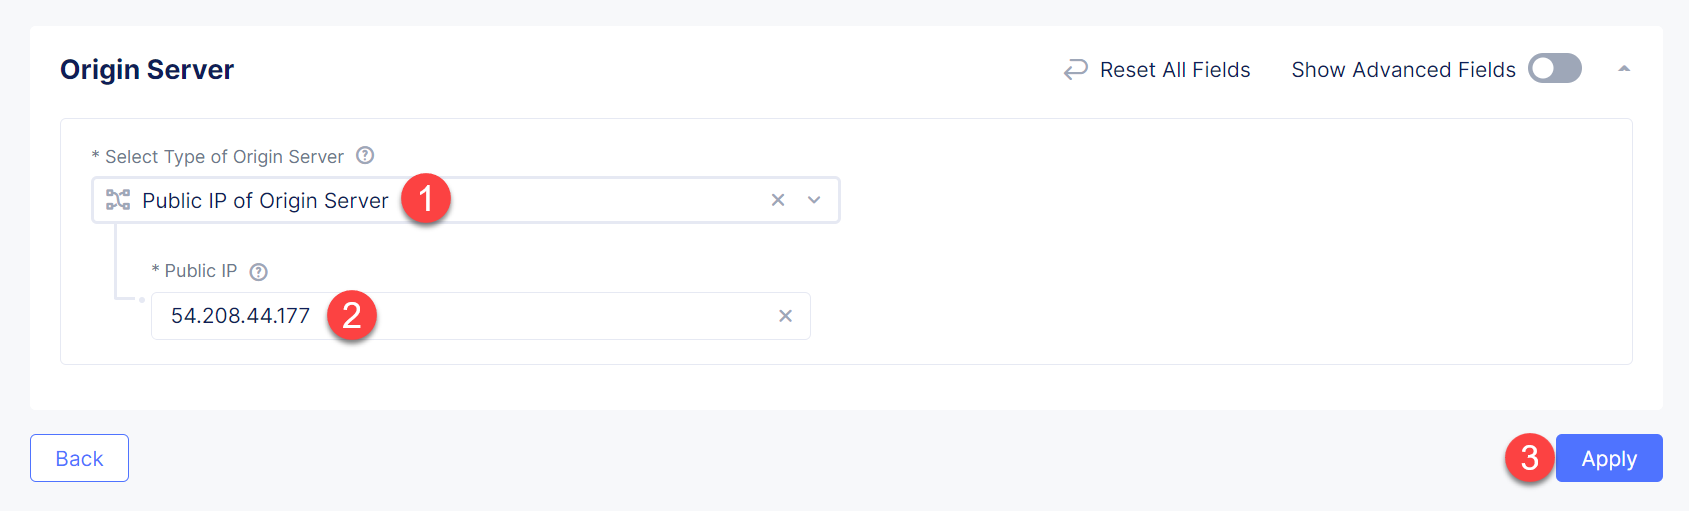 Origin Server
Reset All Fields
Show Advanced Fields
* Select Type of Origin Server ?
Public IP of Origin Server 1
* Public IP ?
54.208.44.177 2
Back
3 Apply